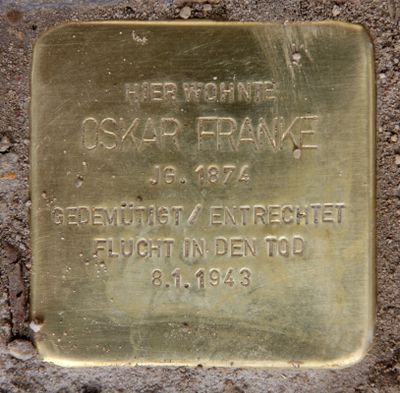 HIER WOHNTE
OSKAR FRANKE
JG. 1874
GEDEMÜTIGT / ENTRECHTET
FLUCHT IN DEN TOD
8.1.1943